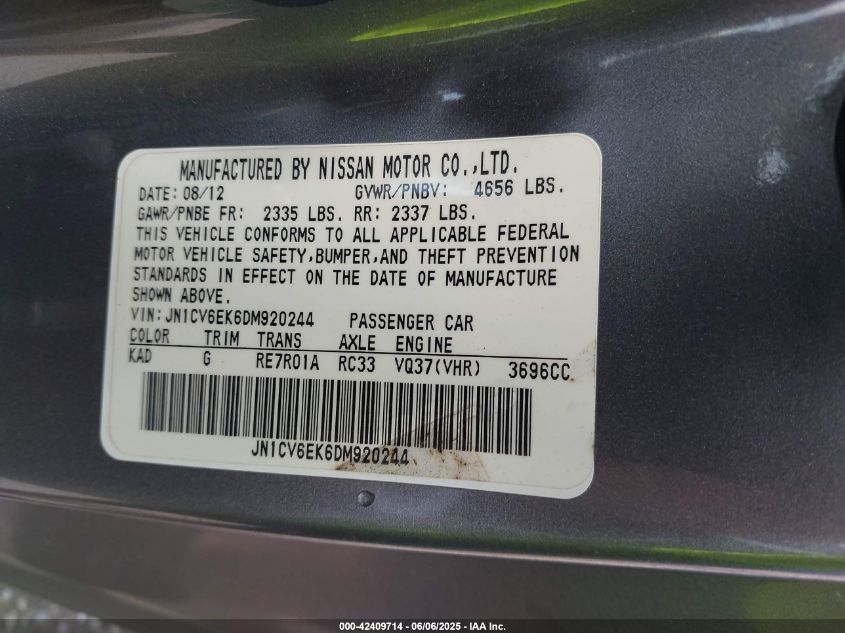 MANUFACTURED BY NISSAN MOTOR CO.,LTD.
DATE: 08/12 GVWR/PNBV: 4656 LBS.
GAWR/PNBE FR: 2335 LBS. RR: 2337 LBS.
THIS VEHICLE CONFORMS TO ALL APPLICABLE FEDERAL
MOTOR VEHICLE SAFETY,BUMPER,AND THEFT PREVENTION
STANDARDS IN EFFECT ON THE DATE OF MANUFACTURE
SHOWN ABOVE.
VIN: JN1CV6EK6DM920244 PASSENGER CAR
COLOR TRIM TRANS AXLE ENGINE
KAD G RE7R01A RC33 VQ37(VHR) 3696CC
JN1CV6EK6DM920244
000-42409714 - 06/06/2025 - IAA Inc.